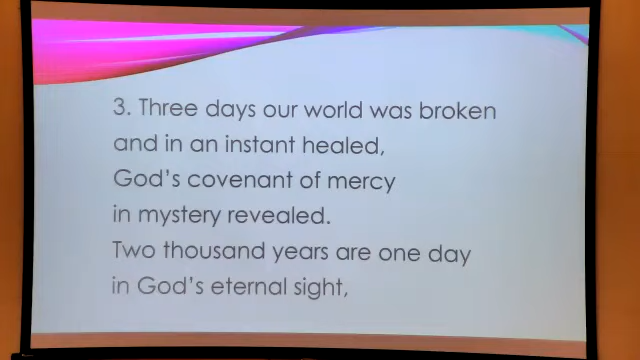 3. Three days our world was broken
and in an instant healed,
God's covenant of mercy
in mystery revealed.
Two thousand years are one day
in God's eternal sight,